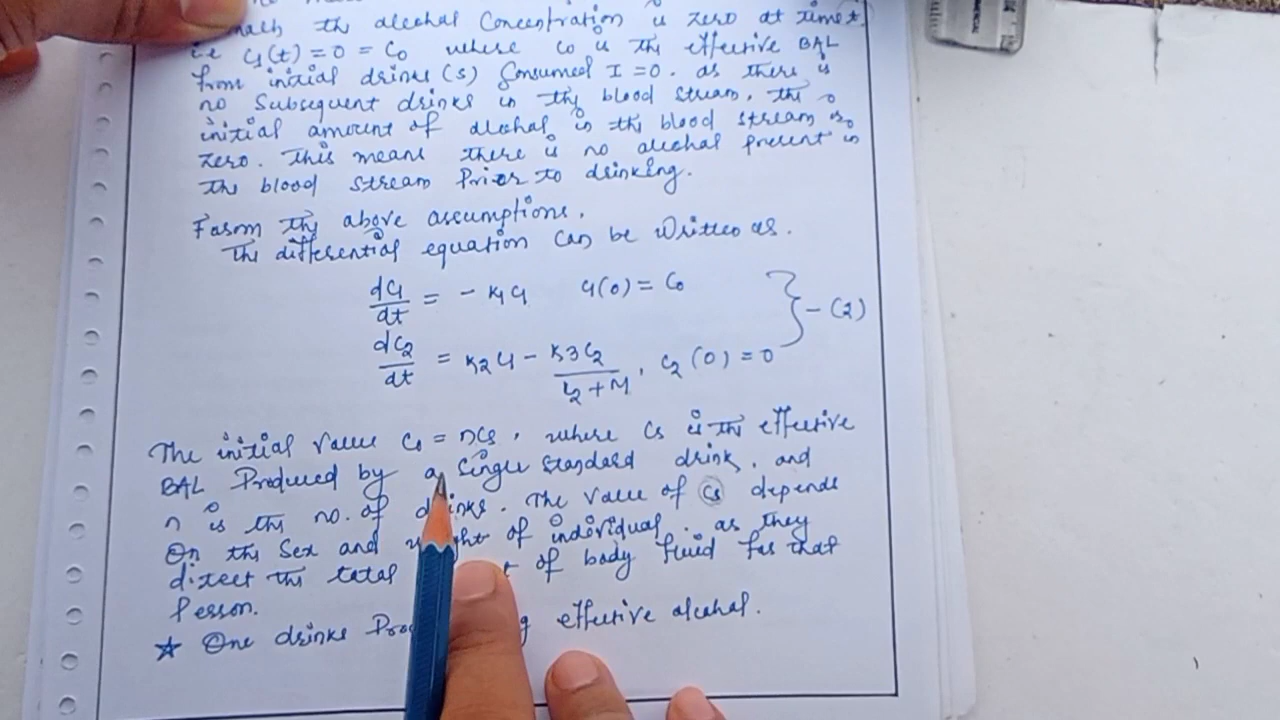 the alcohal Concentration is zero at time t,
i.e C1(t) = 0 = C0 where C0 is the effective BAL
from initial drinks (s) Consumed I = 0. as there is
no Subsequent drinks in the blood stream, the
initial amount of alcohal in the blood stream is
zero. This means there is no alcohal present in
the blood stream Prior to drinking.
From the above assumptions.
The differential equation can be written as.
dC1/dt = - K1C1 C1(0) = C0
dC2/dt = K2C1 - K3C2/C2+M, C2(0) = 0 } - (2)
The initial value C0 = nCs, where Cs is the effective
BAL Produced by a single standard drink, and
n is the no. of drinks. The value of Cs depends
On the Sex and of individual. as they
direct the total of body fluid for that
Person.
☆ One drinks effective alcohal.